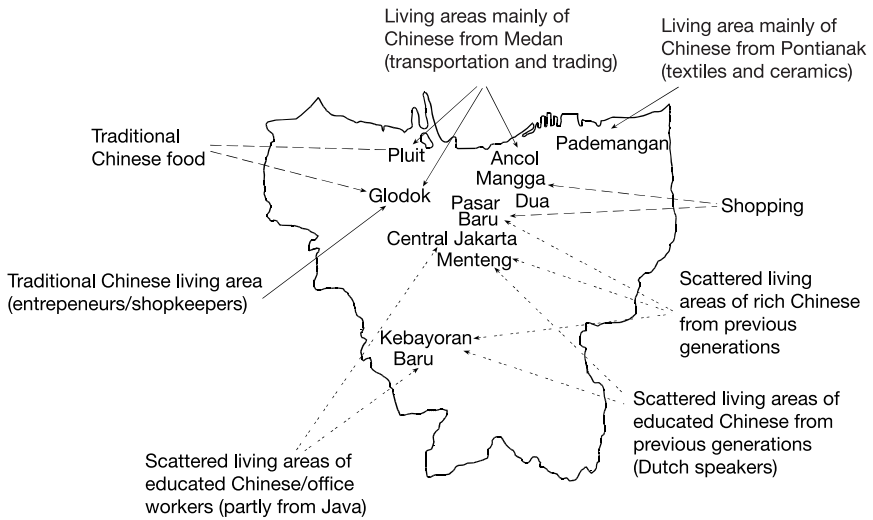 Living areas mainly of
Chinese from Medan
(transportation and trading)
Living area mainly of
Chinese from Pontianak
(textiles and ceramics)
Traditional
Chinese food
Pluit
Ancol
Pademangan
Mangga
Dua
Glodok
Pasar
Baru
Shopping
Central Jakarta
Menteng
Traditional Chinese living area
(entrepeneurs/shopkeepers)
Scattered living
areas of rich Chinese
from previous
generations
Kebayoran
Baru
Scattered living areas of
educated Chinese from
previous generations
(Dutch speakers)
Scattered living areas of
educated Chinese/office
workers (partly from Java)